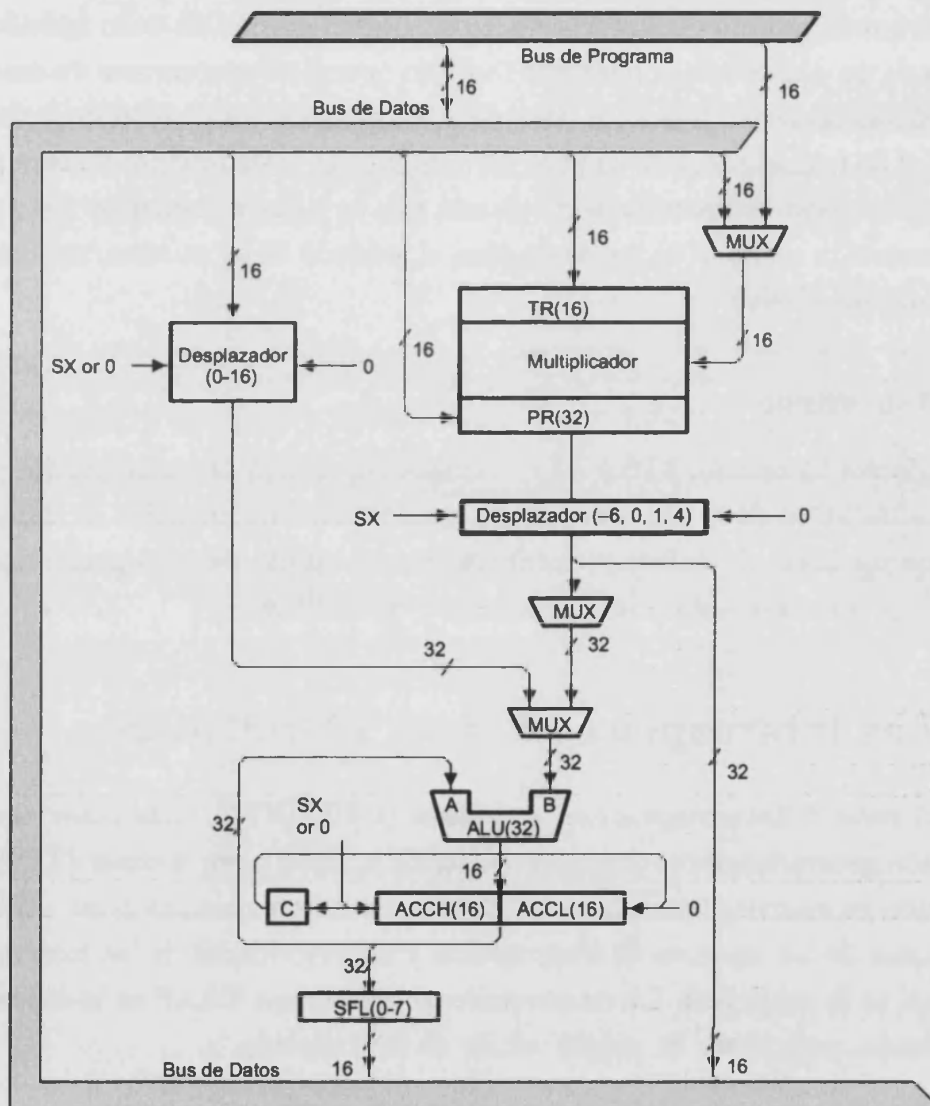 Bus de Programa
16
16
Bus de Datos
16
MUX
16
16
TR(16)
16
16
Desplazador
(0-16)
SX or 0
0
Multiplicador
PR(32)
SX
Desplazador (–6, 0, 1, 4)
0
MUX
32
32
MUX
32
32
A
B
SX
or 0
32
ALU(32)
16
C
ACCH(16)
ACCL(16)
0
32
SFL(0-7)
Bus de Datos
16
16